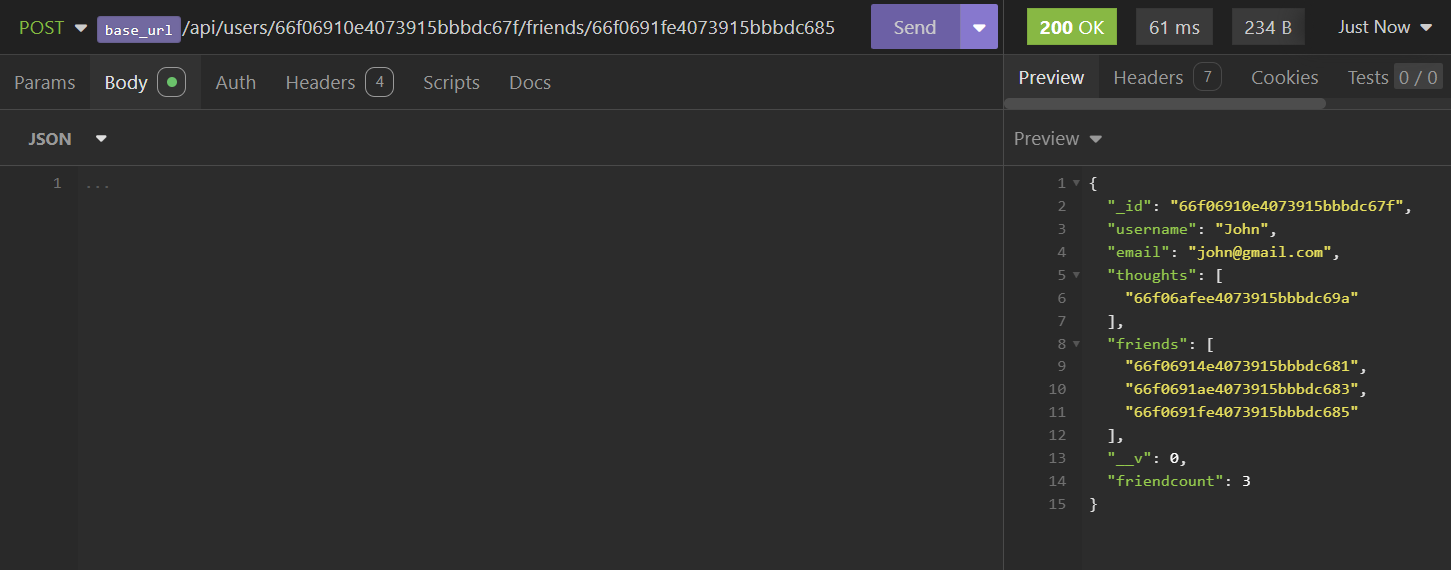 POST base_url /api/users/66f06910e4073915bbbdc67f/friends/66f0691fe4073915bbbdc685 Send 200 OK 61 ms 234 B Just Now
Params Body Auth Headers 4 Scripts Docs Preview Headers 7 Cookies Tests 0 / 0
JSON Preview
1 ...
1 {
2 "_id": "66f06910e4073915bbbdc67f",
3 "username": "John",
4 "email": "john@gmail.com",
5 "thoughts": [
6 "66f06afee4073915bbbdc69a"
7 ],
8 "friends": [
9 "66f06914e4073915bbbdc681",
10 "66f0691ae4073915bbbdc683",
11 "66f0691fe4073915bbbdc685"
12 ],
13 "__v": 0,
14 "friendcount": 3
15 }